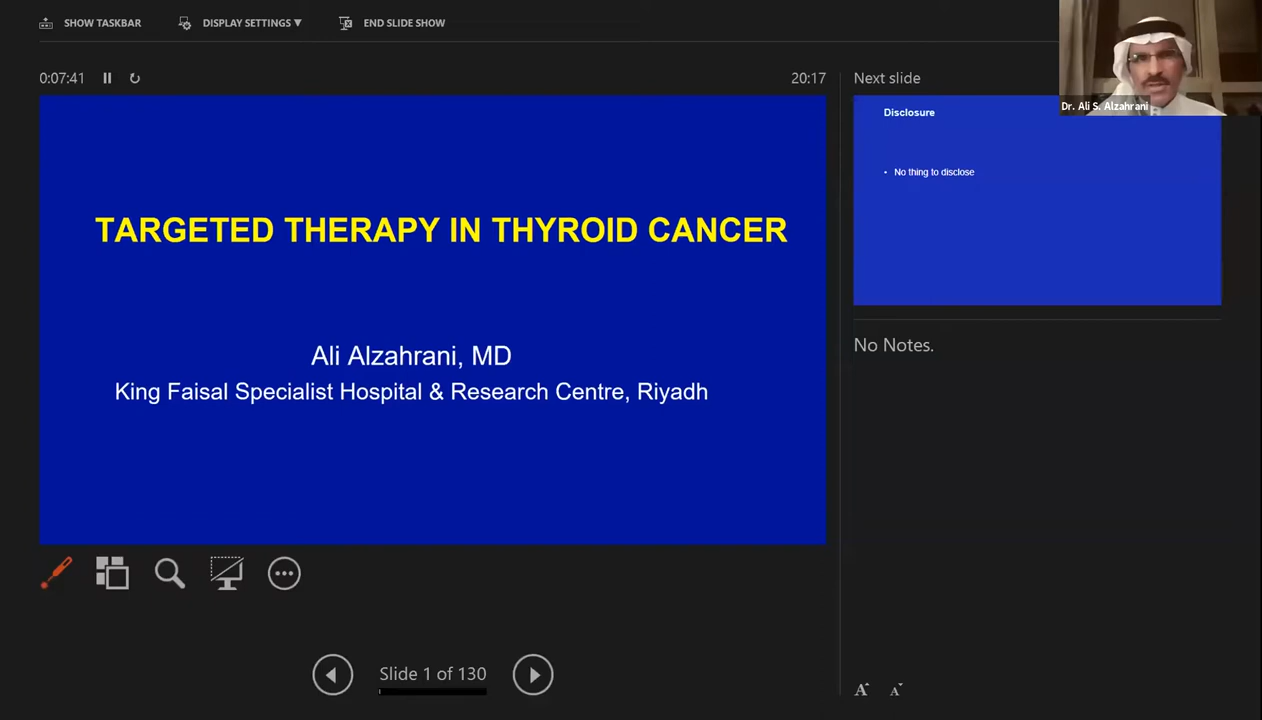 SHOW TASKBAR
DISPLAY SETTINGS ▼
END SLIDE SHOW
0:07:41
20:17
TARGETED THERAPY IN THYROID CANCER
Ali Alzahrani, MD
King Faisal Specialist Hospital & Research Centre, Riyadh
Slide 1 of 130
Next slide
Disclosure
• No thing to disclose
No Notes.
A A
Dr. Ali S. Alzahrani